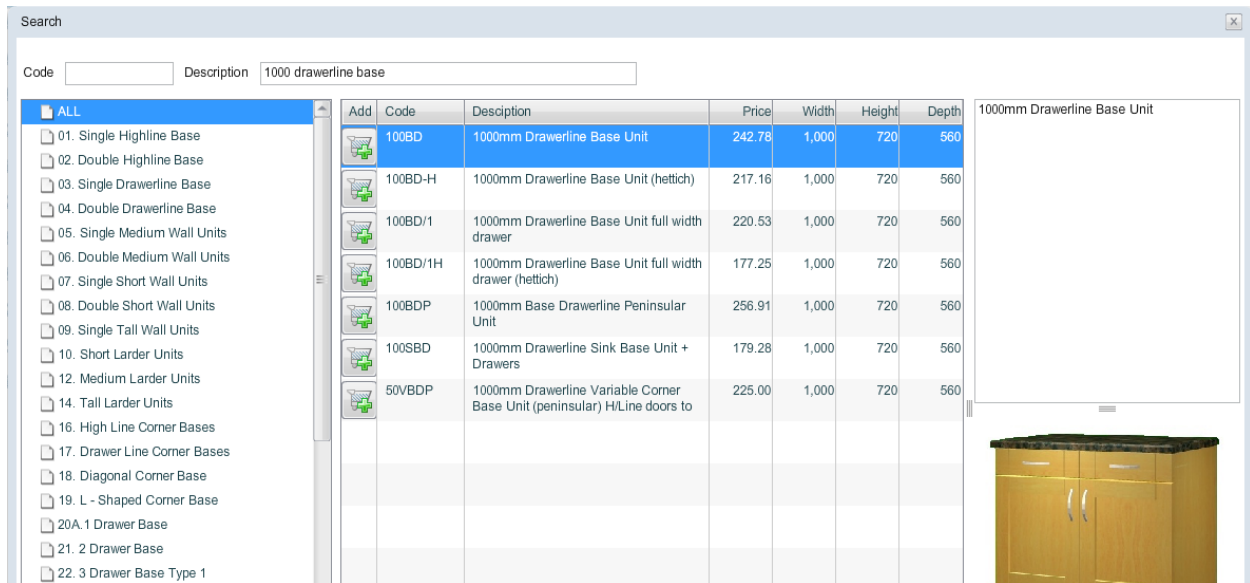 Search
Code Description 1000 drawerline base
ALL
01. Single Highline Base
02. Double Highline Base
03. Single Drawerline Base
04. Double Drawerline Base
05. Single Medium Wall Units
06. Double Medium Wall Units
07. Single Short Wall Units
08. Double Short Wall Units
09. Single Tall Wall Units
10. Short Larder Units
12. Medium Larder Units
14. Tall Larder Units
16. High Line Corner Bases
17. Drawer Line Corner Bases
18. Diagonal Corner Base
19. L - Shaped Corner Base
20A.1 Drawer Base
21. 2 Drawer Base
22. 3 Drawer Base Type 1
Add Code Desciption Price Width Height Depth
100BD 1000mm Drawerline Base Unit 242.78 1,000 720 560
100BD-H 1000mm Drawerline Base Unit (hettich) 217.16 1,000 720 560
100BD/1 1000mm Drawerline Base Unit full width 220.53 1,000 720 560
drawer
100BD/1H 1000mm Drawerline Base Unit full width 177.25 1,000 720 560
drawer (hettich)
100BDP 1000mm Base Drawerline Peninsular 256.91 1,000 720 560
Unit
100SBD 1000mm Drawerline Sink Base Unit + 179.28 1,000 720 560
Drawers
50VBDP 1000mm Drawerline Variable Corner 225.00 1,000 720 560
Base Unit (peninsular) H/Line doors to
1000mm Drawerline Base Unit